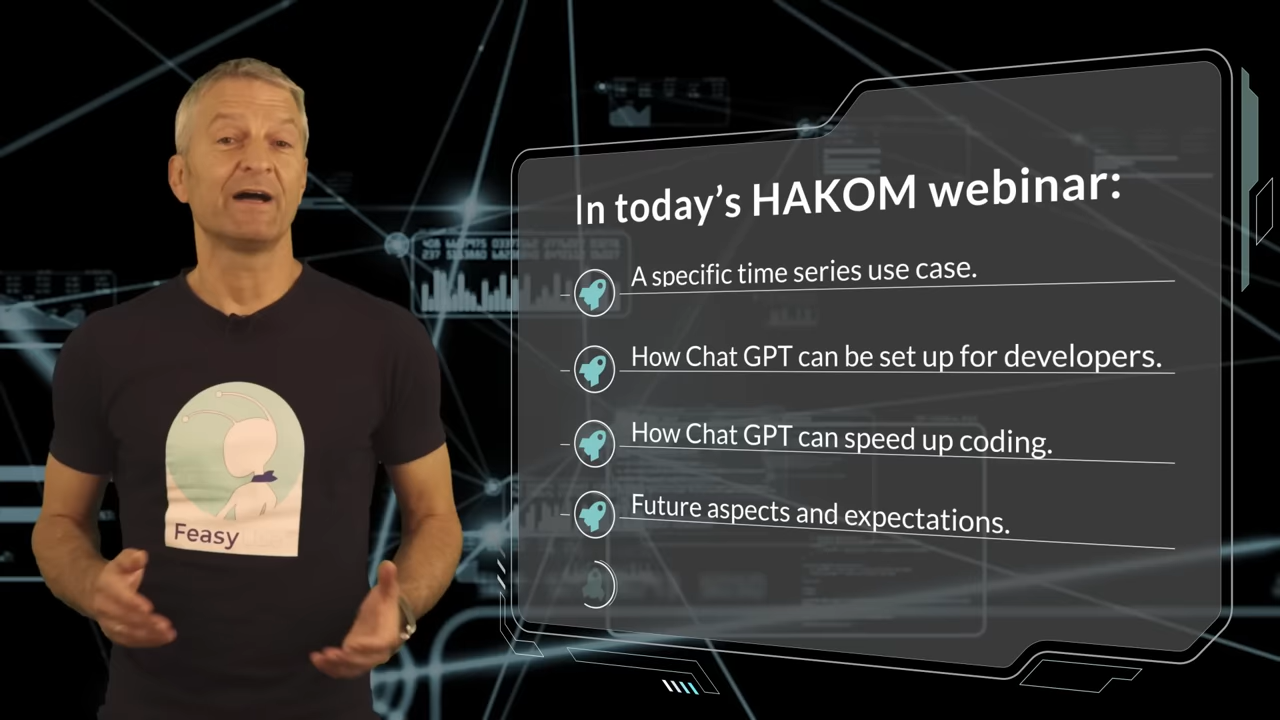 In today's HAKOM webinar:
A specific time series use case.
How Chat GPT can be set up for developers.
How Chat GPT can speed up coding.
Future aspects and expectations.
Feasy